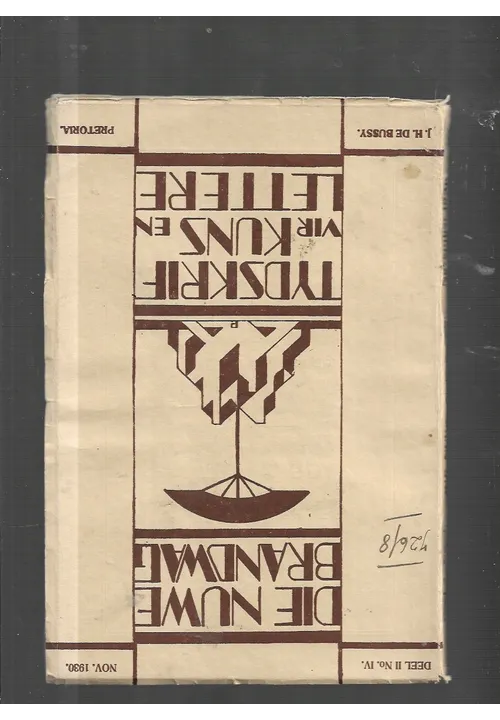 DEEL II No. IV. NOV. 1930.
DIE NUWE
BRANDWAG
TYDSKRIF
VIR KUNS EN
LETTERE
J. H. DE BUSSY. PRETORIA.